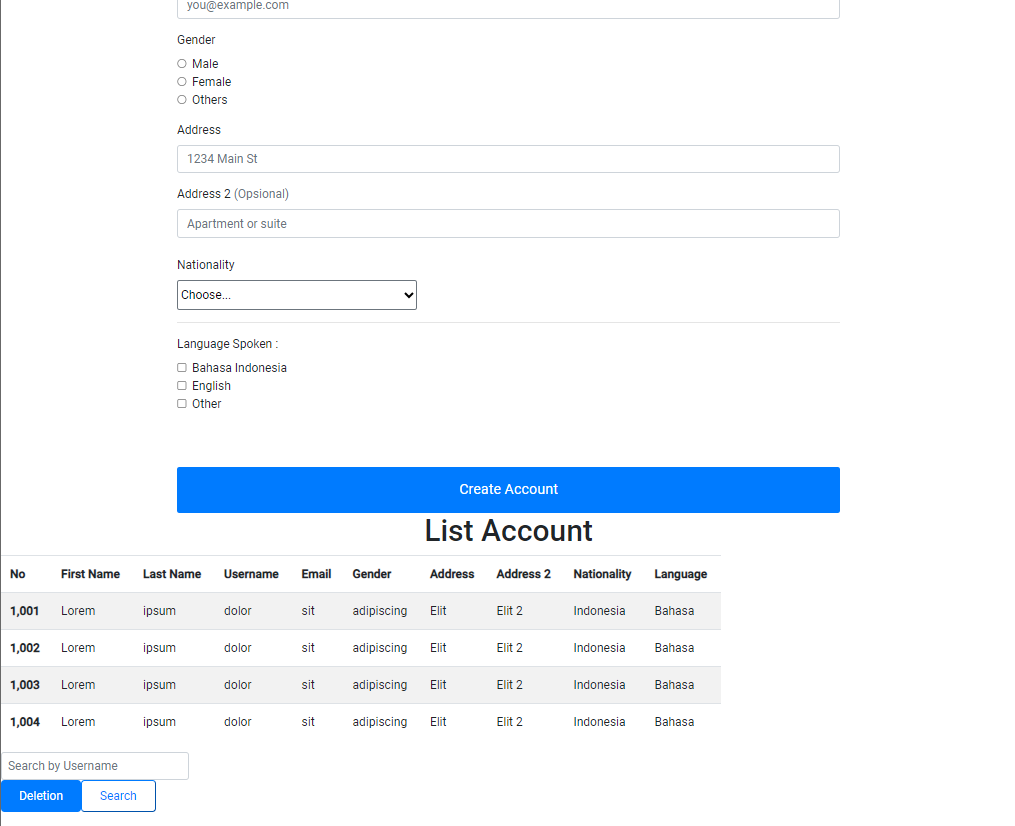 you@example.com
Gender
Male
Female
Others
Address
1234 Main St
Address 2 (Opsional)
Apartment or suite
Nationality
Choose...
Language Spoken :
Bahasa Indonesia
English
Other
Create Account
List Account
No First Name Last Name Username Email Gender Address Address 2 Nationality Language
1,001 Lorem ipsum dolor sit adipiscing Elit Elit 2 Indonesia Bahasa
1,002 Lorem ipsum dolor sit adipiscing Elit Elit 2 Indonesia Bahasa
1,003 Lorem ipsum dolor sit adipiscing Elit Elit 2 Indonesia Bahasa
1,004 Lorem ipsum dolor sit adipiscing Elit Elit 2 Indonesia Bahasa
Search by Username
Deletion Search